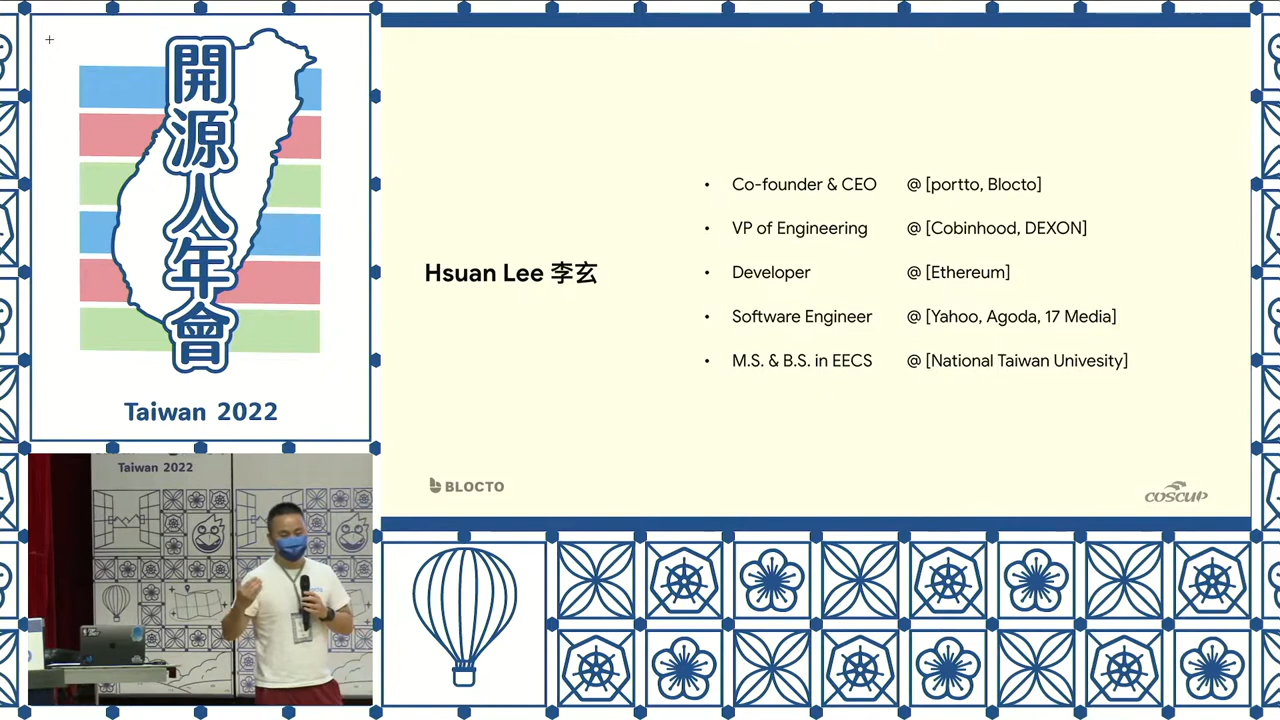 開源人年會
Taiwan 2022
Taiwan 2022
Hsuan Lee 李玄
• Co-founder & CEO @ [portto, Blocto]
• VP of Engineering @ [Cobinhood, DEXON]
• Developer @ [Ethereum]
• Software Engineer @ [Yahoo, Agoda, 17 Media]
• M.S. & B.S. in EECS @ [National Taiwan Univesity]
BLOCTO
COSCUP